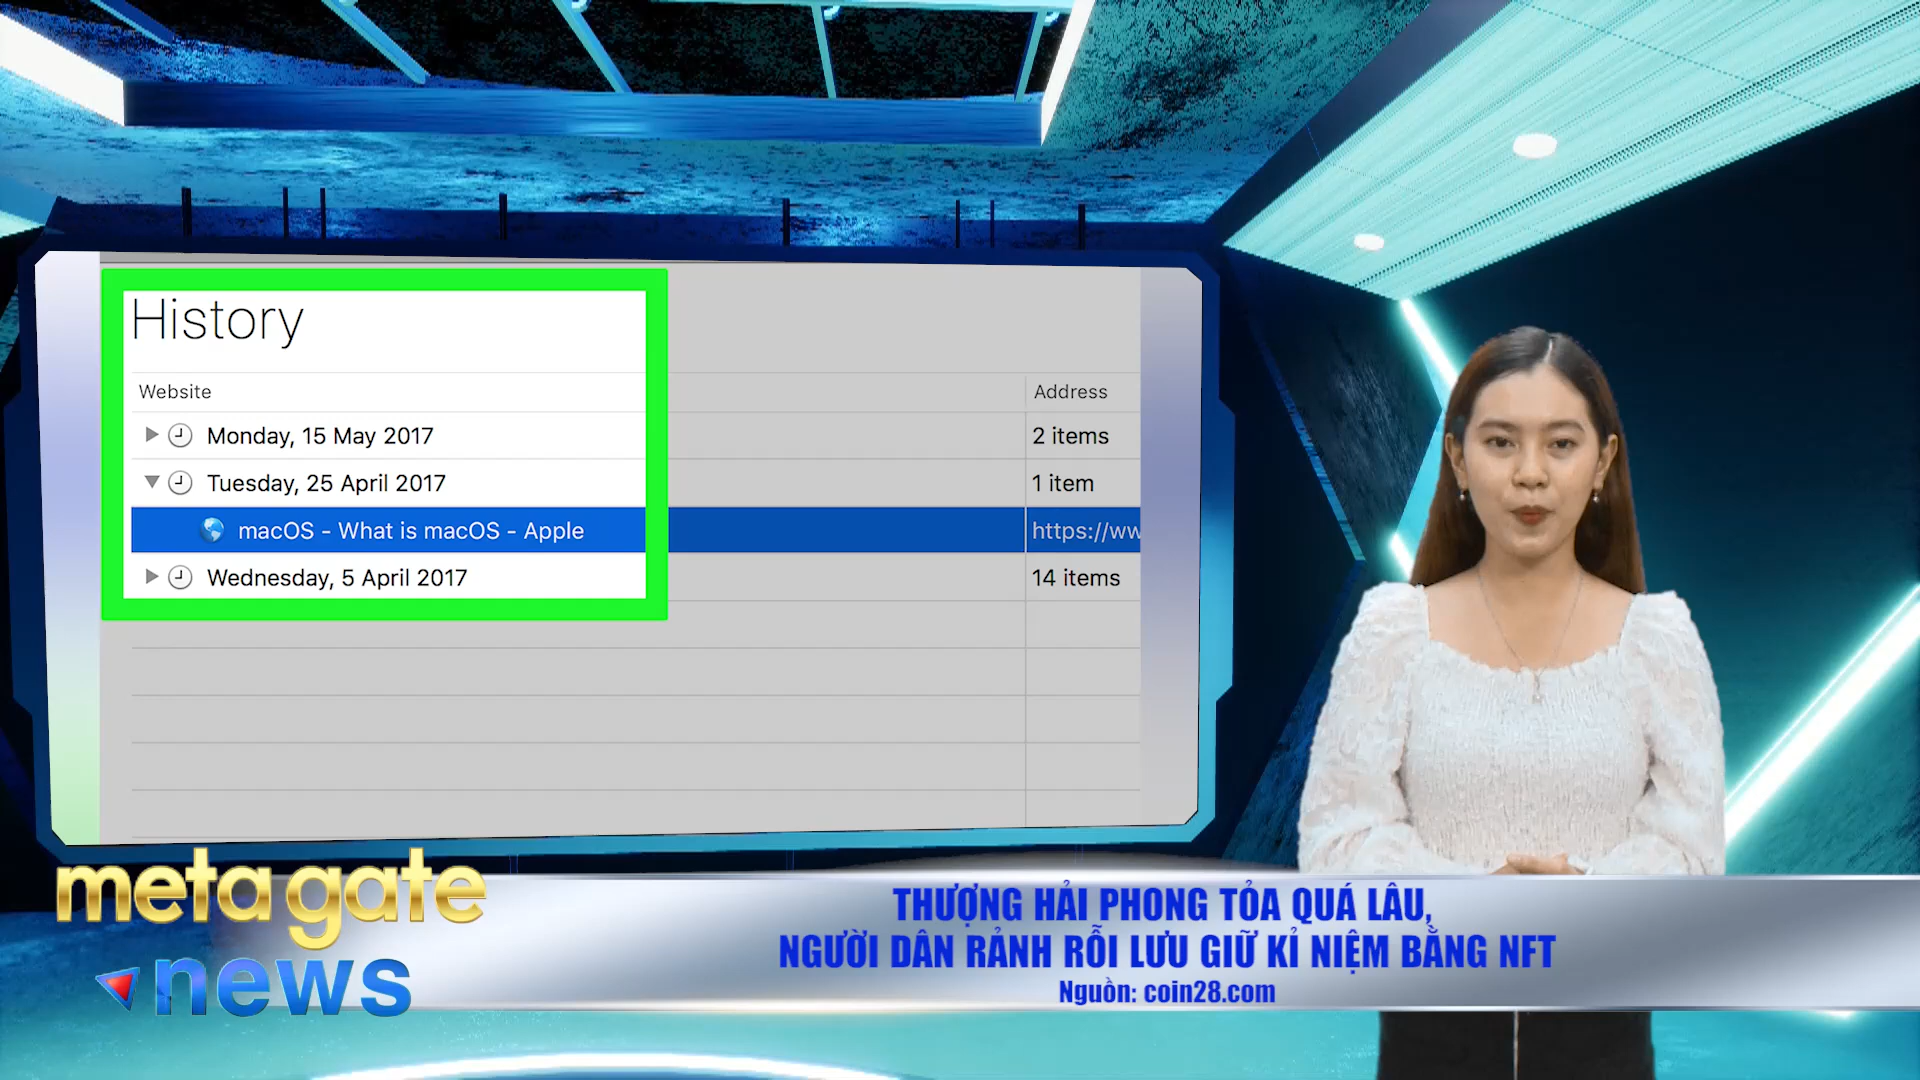 History
Website
Address
Monday, 15 May 2017
2 items
Tuesday, 25 April 2017
1 item
macOS - What is macOS - Apple
https://ww
Wednesday, 5 April 2017
14 items
meta gate
news
THƯỢNG HẢI PHONG TỎA QUÁ LÂU,
NGƯỜI DÂN RẢNH RỖI LƯU GIỮ KỈ NIỆM BẰNG NFT
Nguồn: coin28.com